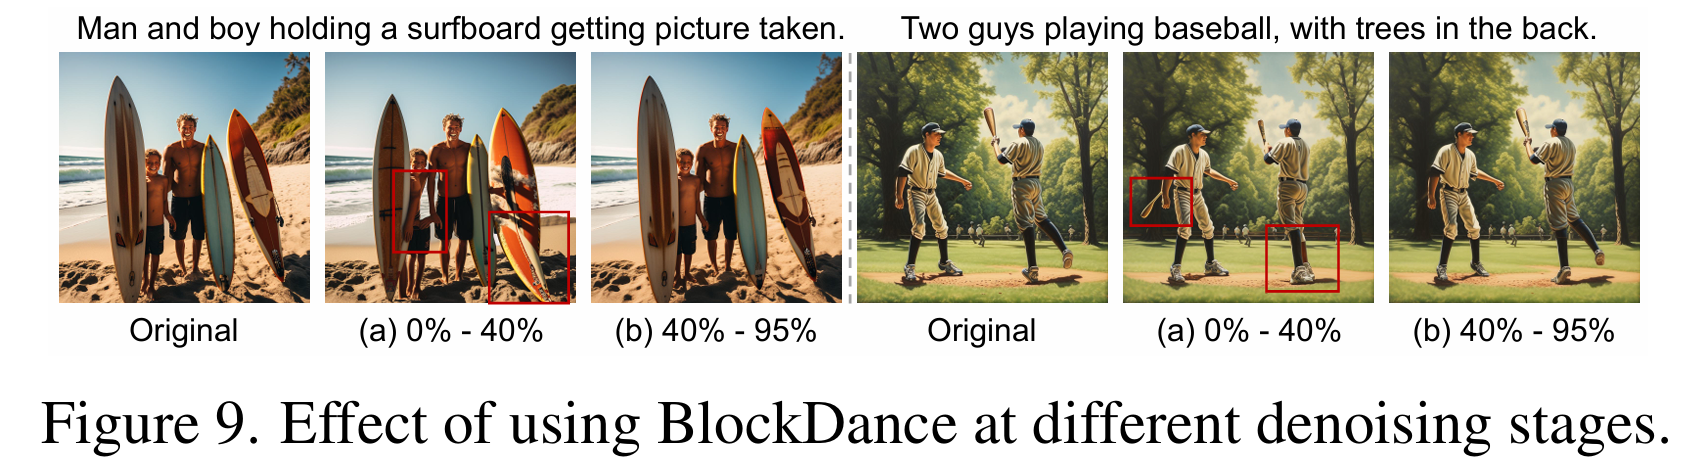 Man and boy holding a surfboard getting picture taken.
Two guys playing baseball, with trees in the back.
Original
(a) 0% - 40%
(b) 40% - 95%
Original
(a) 0% - 40%
(b) 40% - 95%
Figure 9. Effect of using BlockDance at different denoising stages.